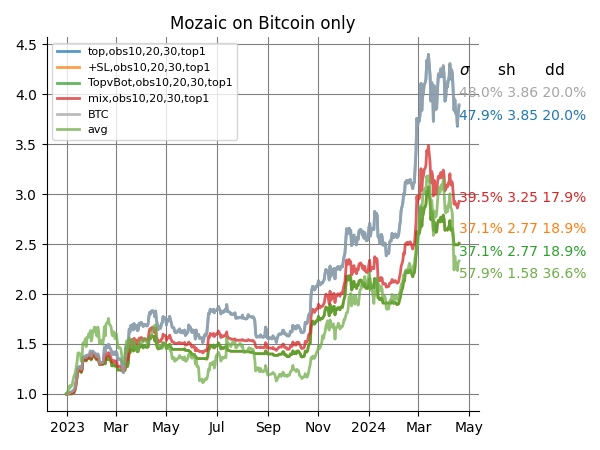 Mozaic on Bitcoin only
top,obs10,20,30,top1
+SL,obs10,20,30,top1
TopvBot,obs10,20,30,top1
mix,obs10,20,30,top1
BTC
avg
σ sh dd
48.0% 3.86 20.0%
47.9% 3.85 20.0%
39.5% 3.25 17.9%
37.1% 2.77 18.9%
37.1% 2.77 18.9%
57.9% 1.58 36.6%
4.5
4.0
3.5
3.0
2.5
2.0
1.5
1.0
2023 Mar May Jul Sep Nov 2024 Mar May